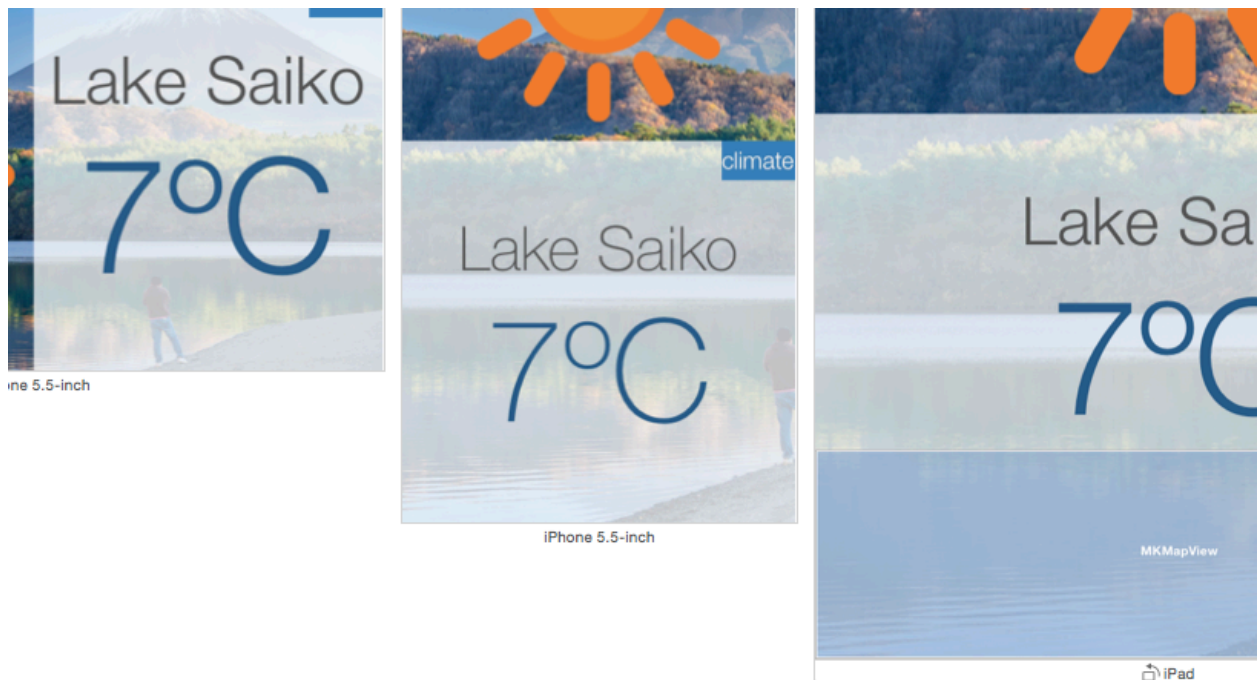 Lake Saiko
7ºC
ne 5.5-inch
climate
Lake Saiko
7ºC
iPhone 5.5-inch
Lake Sa
7ºC
MKMapView
iPad